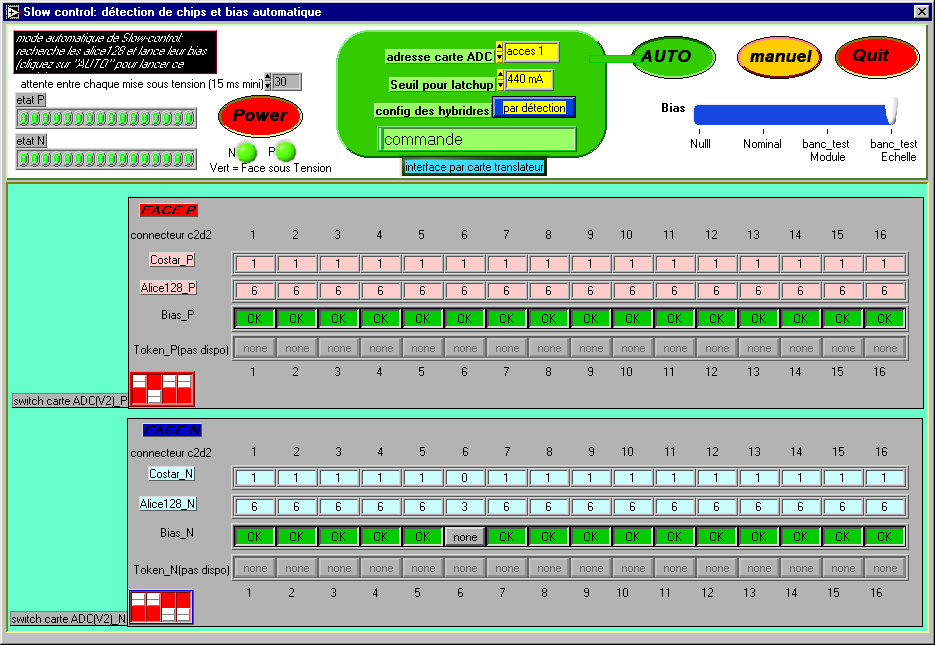 Slow control: détection de chips et bias automatique
mode automatique de Slow-control:
recherche les alice128 et lance leur bias
(cliquez sur "AUTO" pour lancer ce
attente entre chaque mise sous tension (15 ms mini) 30
etat P
etat N
Power
N P
Vert = Face sous Tension
adresse carte ADC acces 1
Seuil pour latchup 440 mA
config des hybrides par détection
commande
interface par carte translateur
AUTO manuel Quit
Bias
Nulll Nominal banc_test Module banc_test Echelle
FACE P
connecteur c2d2 1 2 3 4 5 6 7 8 9 10 11 12 13 14 15 16
Costar_P 1 1 1 1 1 1 1 1 1 1 1 1 1 1 1 1
Alice128_P 6 6 6 6 6 6 6 6 6 6 6 6 6 6 6 6
Bias_P OK OK OK OK OK OK OK OK OK OK OK OK OK OK OK OK
Token_P(pas dispo) none none none none none none none none none none none none none none none none
1 2 3 4 5 6 7 8 9 10 11 12 13 14 15 16
switch carte ADC(V2)_P
FACE N
connecteur c2d2 1 2 3 4 5 6 7 8 9 10 11 12 13 14 15 16
Costar_N 1 1 1 1 1 0 1 1 1 1 1 1 1 1 1 1
Alice128_N 6 6 6 6 6 3 6 6 6 6 6 6 6 6 6 6
Bias_N OK OK OK OK OK none OK OK OK OK OK OK OK OK OK OK
Token_N(pas dispo) none none none none none none none none none none none none none none none none
1 2 3 4 5 6 7 8 9 10 11 12 13 14 15 16
switch carte ADC(V2)_N